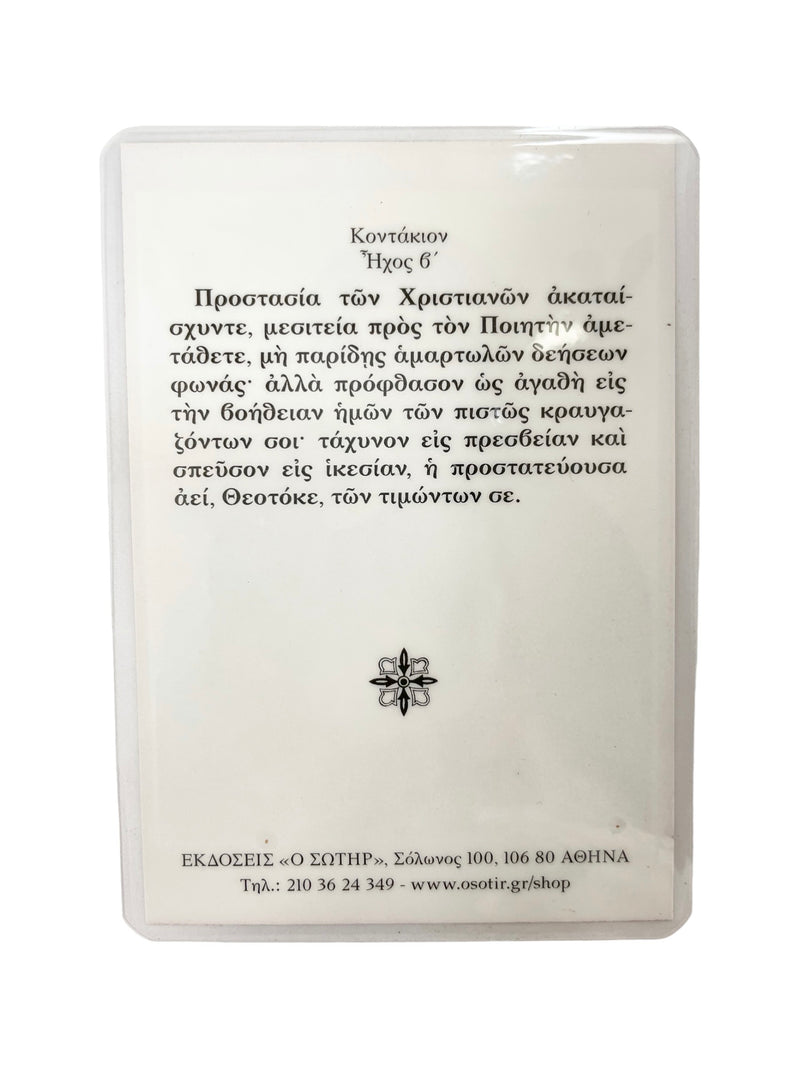 Κοντάκιον
Ἦχος β΄
Προστασία τῶν Χριστιανῶν ἀκαταί-
σχυντε, μεσιτεία πρὸς τὸν Ποιητὴν ἀμε-
τάθετε, μὴ παρίδῃς ἁμαρτωλῶν δεήσεων
φωνάς· ἀλλὰ πρόφθασον ὡς ἀγαθὴ εἰς
τὴν βοήθειαν ἡμῶν τῶν πιστῶς κραυγα-
ζόντων σοι· τάχυνον εἰς πρεσβείαν καὶ
σπεῦσον εἰς ἱκεσίαν, ἡ προστατεύουσα
ἀεί, Θεοτόκε, τῶν τιμώντων σε.
ΕΚΔΟΣΕΙΣ «Ο ΣΩΤΗΡ», Σόλωνος 100, 106 80 ΑΘΗΝΑ
Τηλ.: 210 36 24 349 - www.osotir.gr/shop